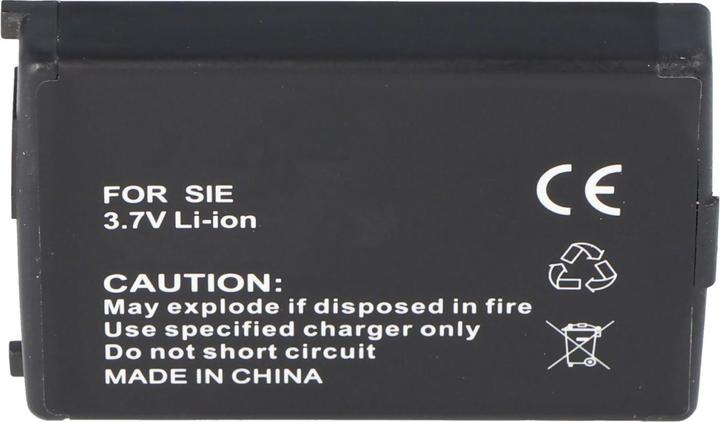 FOR SIE
3.7V Li-ion
CE
CAUTION:
May explode if disposed in fire
Use specified charger only
Do not short circuit
MADE IN CHINA